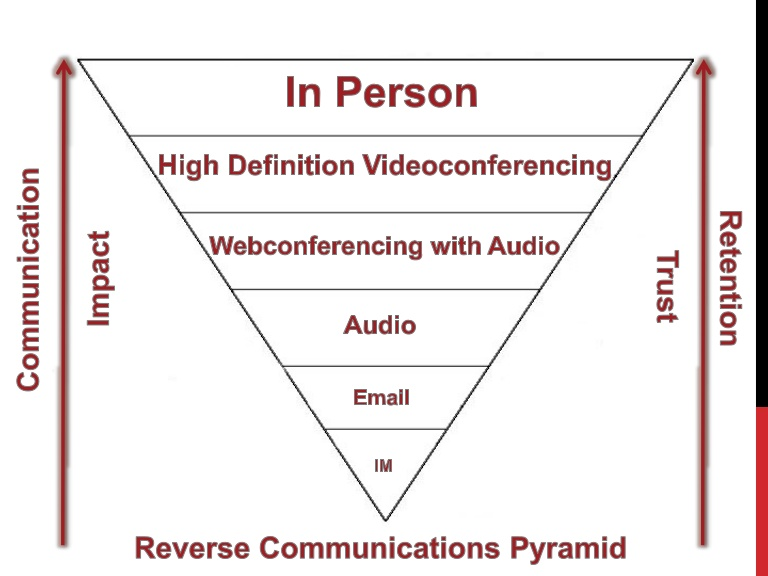 In Person
High Definition Videoconferencing
Webconferencing with Audio
Audio
Email
IM
Communication
Impact
Trust
Retention
Reverse Communications Pyramid